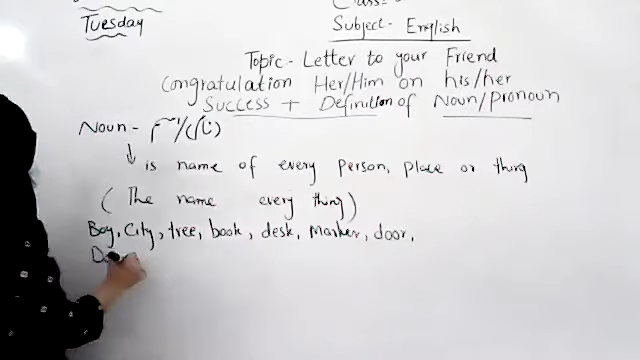 Class-
Tuesday
Subject- English
Topic- Letter to your Friend
Congratulation Her/Him on his/her
Success + Definition of Noun/pronoun
Noun -
↓ is name of every person, place or thing
( The name every thing )
Boy, City, tree, book, desk, Marker, door,